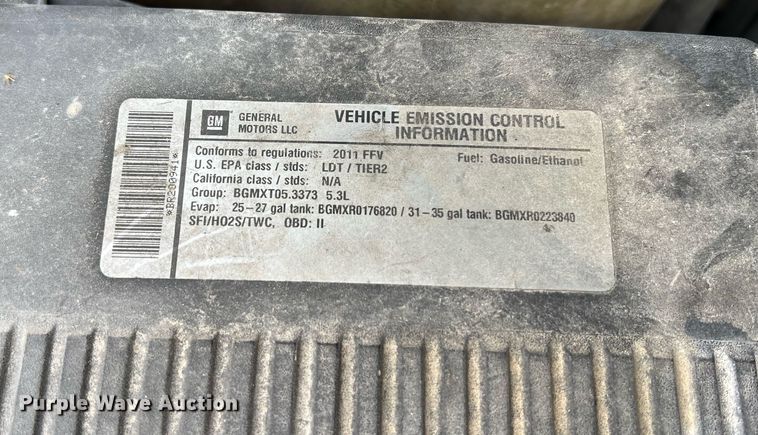 GM
GENERAL
MOTORS LLC
VEHICLE EMISSION CONTROL
INFORMATION
Conforms to regulations: 2011 FFV
Fuel: Gasoline/Ethanol
U.S. EPA class / stds: LDT / TIER2
California class / stds: N/A
Group: BGMXT05.3373 5.3L
Evap: 25-27 gal tank: BGMXR0176820 / 31-35 gal tank: BGMXR0223840
SFI/HO2S/TWC, OBD: II
*BR200941*
Purple Wave Auction